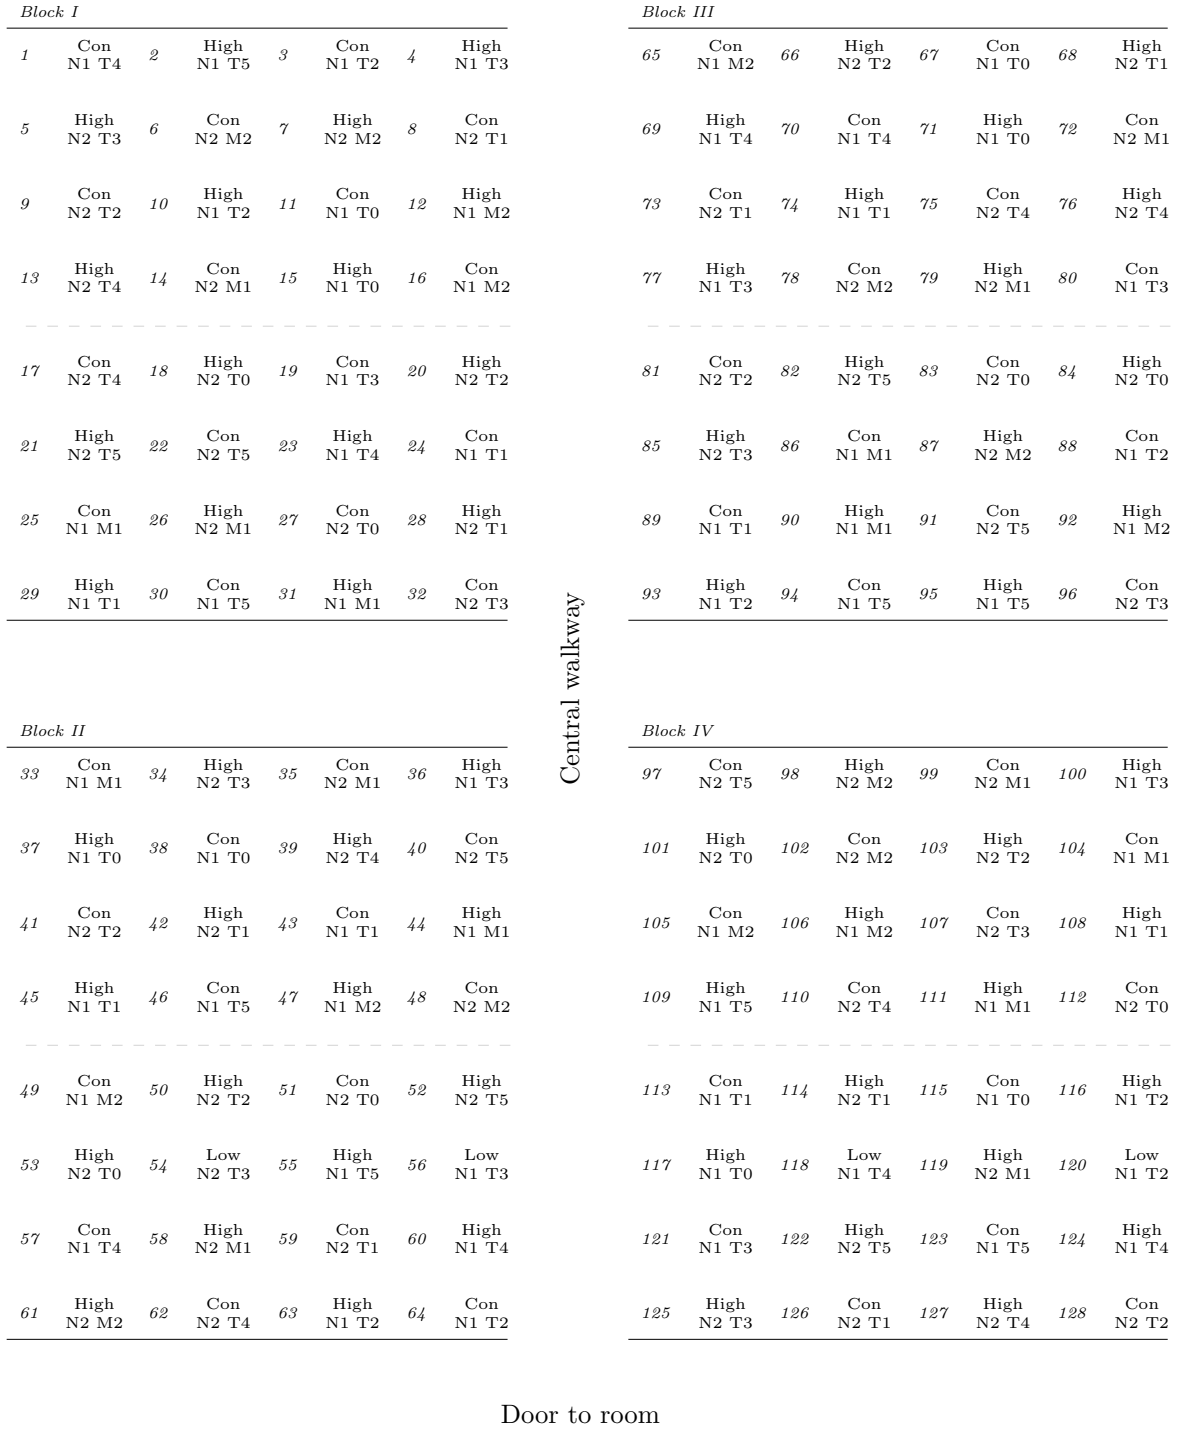 Block I
1 Con N1 T4 2 High N1 T5 3 Con N1 T2 4 High N1 T3
5 High N2 T3 6 Con N2 M2 7 High N2 M2 8 Con N2 T1
9 Con N2 T2 10 High N1 T2 11 Con N1 T0 12 High N1 M2
13 High N2 T4 14 Con N2 M1 15 High N1 T0 16 Con N1 M2
17 Con N2 T4 18 High N2 T0 19 Con N1 T3 20 High N2 T2
21 High N2 T5 22 Con N2 T5 23 High N1 T4 24 Con N1 T1
25 Con N1 M1 26 High N2 M1 27 Con N2 T0 28 High N2 T1
29 High N1 T1 30 Con N1 T5 31 High N1 M1 32 Con N2 T3
Block II
33 Con N1 M1 34 High N2 T3 35 Con N2 M1 36 High N1 T3
37 High N1 T0 38 Con N1 T0 39 High N2 T4 40 Con N2 T5
41 Con N2 T2 42 High N2 T1 43 Con N1 T1 44 High N1 M1
45 High N1 T1 46 Con N1 T5 47 High N1 M2 48 Con N2 M2
49 Con N1 M2 50 High N2 T2 51 Con N2 T0 52 High N2 T5
53 High N2 T0 54 Low N2 T3 55 High N1 T5 56 Low N1 T3
57 Con N1 T4 58 High N2 M1 59 Con N2 T1 60 High N1 T4
61 High N2 M2 62 Con N2 T4 63 High N1 T2 64 Con N1 T2
Central walkway
Block III
65 Con N1 M2 66 High N2 T2 67 Con N1 T0 68 High N2 T1
69 High N1 T4 70 Con N1 T4 71 High N1 T0 72 Con N2 M1
73 Con N2 T1 74 High N1 T1 75 Con N2 T4 76 High N2 T4
77 High N1 T3 78 Con N2 M2 79 High N2 M1 80 Con N1 T3
81 Con N2 T2 82 High N2 T5 83 Con N2 T0 84 High N2 T0
85 High N2 T3 86 Con N1 M1 87 High N2 M2 88 Con N1 T2
89 Con N1 T1 90 High N1 M1 91 Con N2 T5 92 High N1 M2
93 High N1 T2 94 Con N1 T5 95 High N1 T5 96 Con N2 T3
Block IV
97 Con N2 T5 98 High N2 M2 99 Con N2 M1 100 High N1 T3
101 High N2 T0 102 Con N2 M2 103 High N2 T2 104 Con N1 M1
105 Con N1 M2 106 High N1 M2 107 Con N2 T3 108 High N1 T1
109 High N1 T5 110 Con N2 T4 111 High N1 M1 112 Con N2 T0
113 Con N1 T1 114 High N2 T1 115 Con N1 T0 116 High N1 T2
117 High N1 T0 118 Low N1 T4 119 High N2 M1 120 Low N1 T2
121 Con N1 T3 122 High N2 T5 123 Con N1 T5 124 High N1 T4
125 High N2 T3 126 Con N2 T1 127 High N2 T4 128 Con N2 T2
Door to room